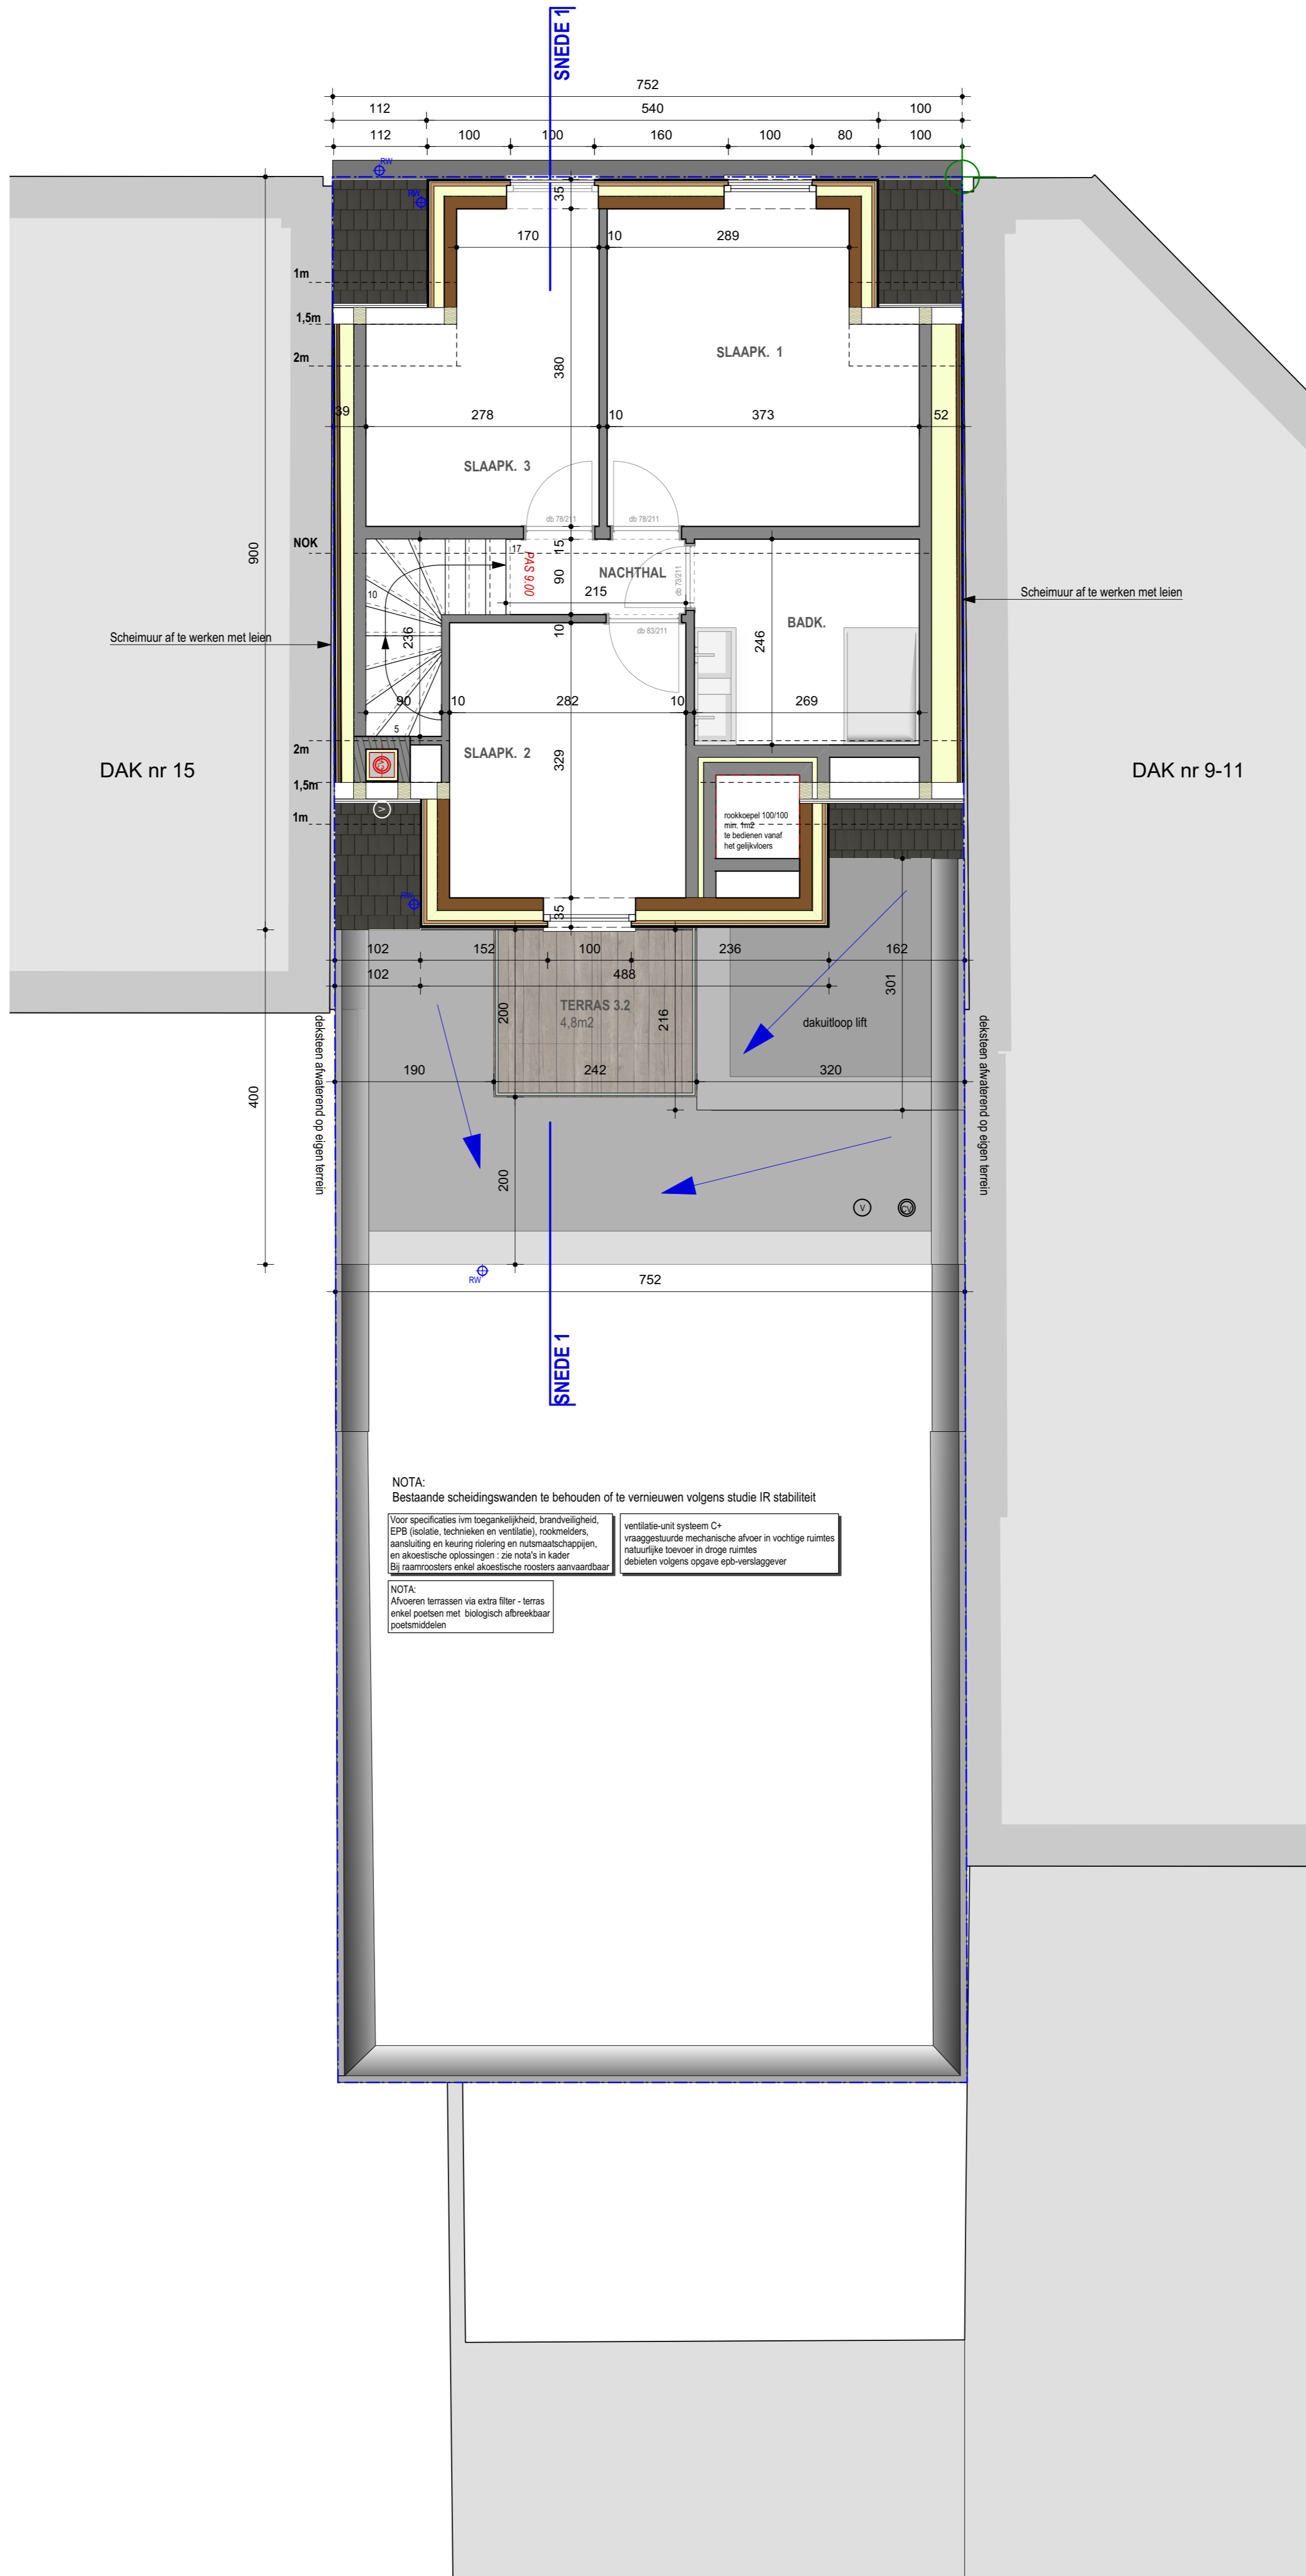 SNEDE 1
752
112
540
100
112
100
100
160
100
80
100
RW
RW
35
170
10
289
1m
1,5m
2m
SLAAPK. 1
380
39
278
10
373
52
SLAAPK. 3
db 78/211
db 78/211
900
NOK
17
PAS 9.00
15
90
NACHTHAL
215
db 73/211
10
Scheimuur af te werken met leien
Scheimuur af te werken met leien
236
10
db 83/211
BADK.
246
90
10
282
10
269
5
SLAAPK. 2
329
2m
DAK nr 15
DAK nr 9-11
1,5m
1m
V
rookkoepel 100/100
min. 1m2
te bedienen vanaf
het gelijkvloers
RW
35
102
152
100
236
162
102
488
301
200
TERRAS 3.2
4,8m2
216
dakuitloop lift
deksteen afwaterend op eigen terrein
deksteen afwaterend op eigen terrein
190
242
320
400
200
V
CV
RW
752
SNEDE 1
NOTA:
Bestaande scheidingswanden te behouden of te vernieuwen volgens studie IR stabiliteit
Voor specificaties ivm toegankelijkheid, brandveiligheid,
EPB (isolatie, technieken en ventilatie), rookmelders,
aansluiting en keuring riolering en nutsmaatschappijen,
en akoestische oplossingen : zie nota's in kader
Bij raamroosters enkel akoestische roosters aanvaardbaar
ventilatie-unit systeem C+
vraaggestuurde mechanische afvoer in vochtige ruimtes
natuurlijke toevoer in droge ruimtes
debieten volgens opgave epb-verslaggever
NOTA:
Afvoeren terrassen via extra filter - terras
enkel poetsen met biologisch afbreekbaar
poetsmiddelen